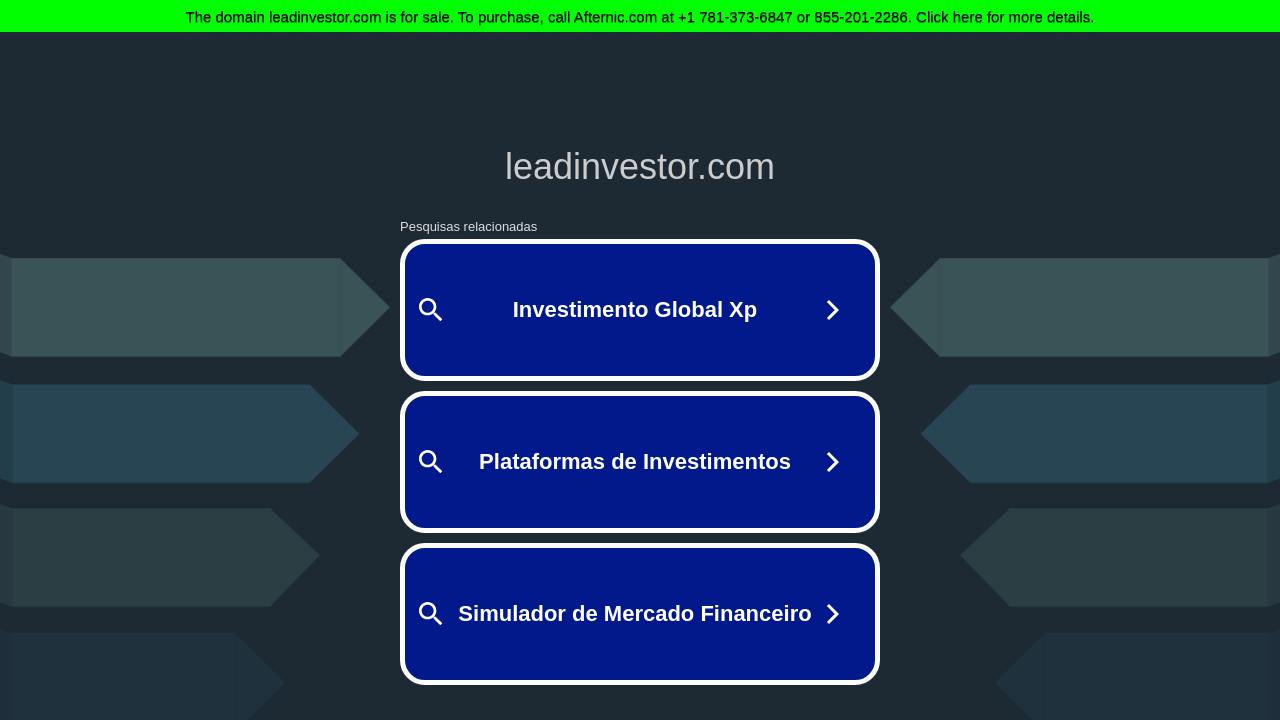 The domain leadinvestor.com is for sale. To purchase, call Afternic.com at +1 781-373-6847 or 855-201-2286. Click here for more details.
leadinvestor.com
Pesquisas relacionadas
Investimento Global Xp
Plataformas de Investimentos
Simulador de Mercado Financeiro